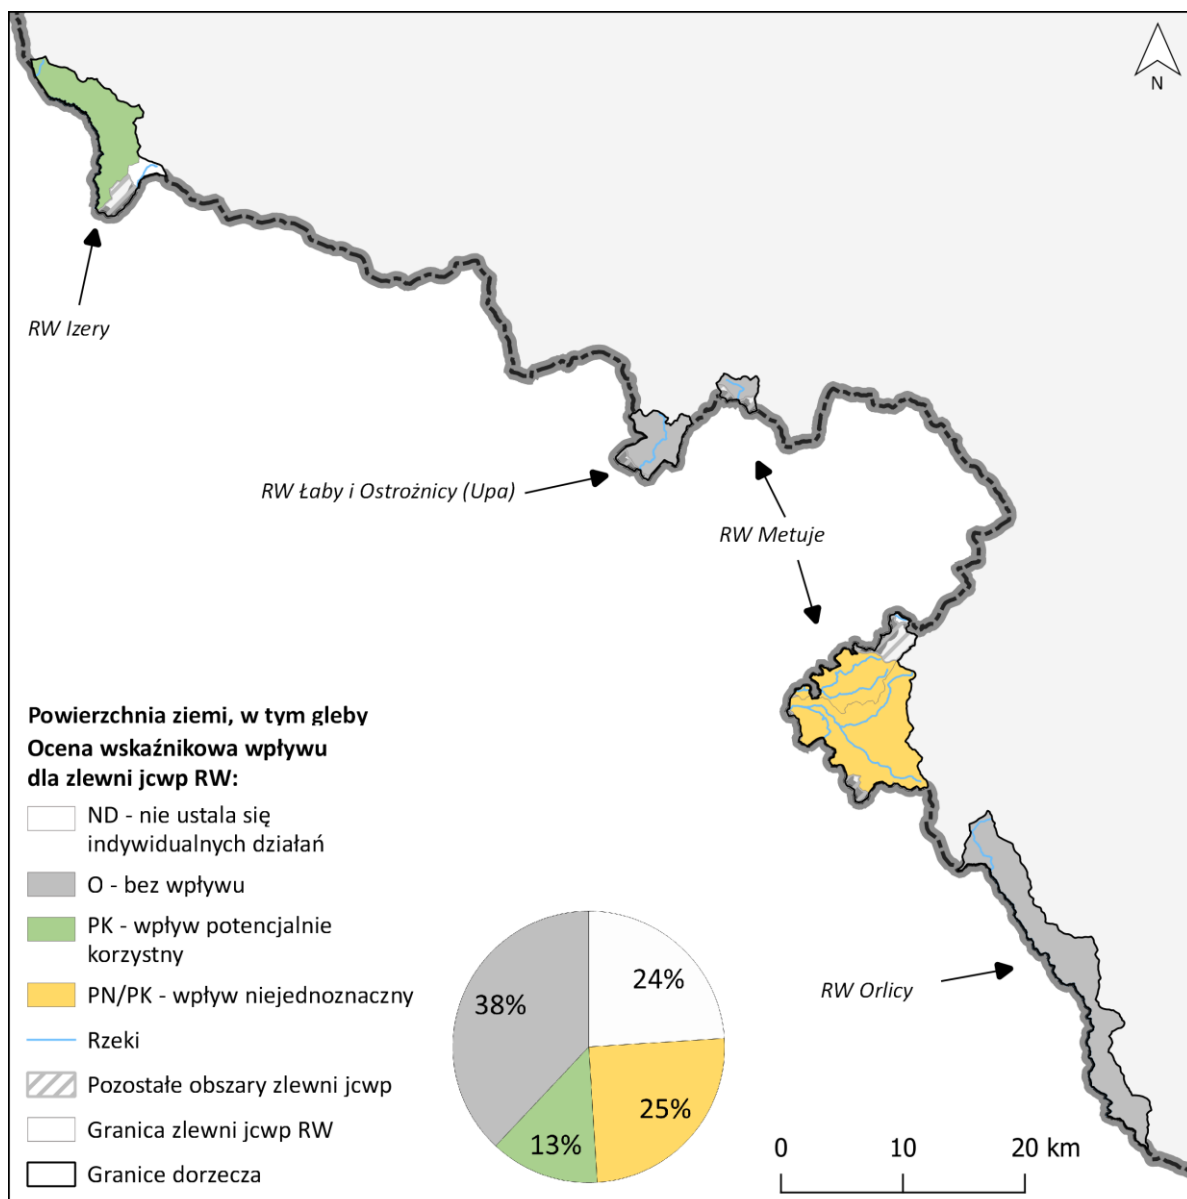 N
RW Izery
RW Łaby i Ostrożnicy (Upa)
RW Metuje
RW Orlicy
Powierzchnia ziemi, w tym gleby
Ocena wskaźnikowa wpływu
dla zlewni jcwp RW:
ND - nie ustala się
indywidualnych działań
O - bez wpływu
PK - wpływ potencjalnie
korzystny
PN/PK - wpływ niejednoznaczny
Rzeki
Pozostałe obszary zlewni jcwp
Granica zlewni jcwp RW
Granice dorzecza
24%
38%
25%
13%
0 10 20 km